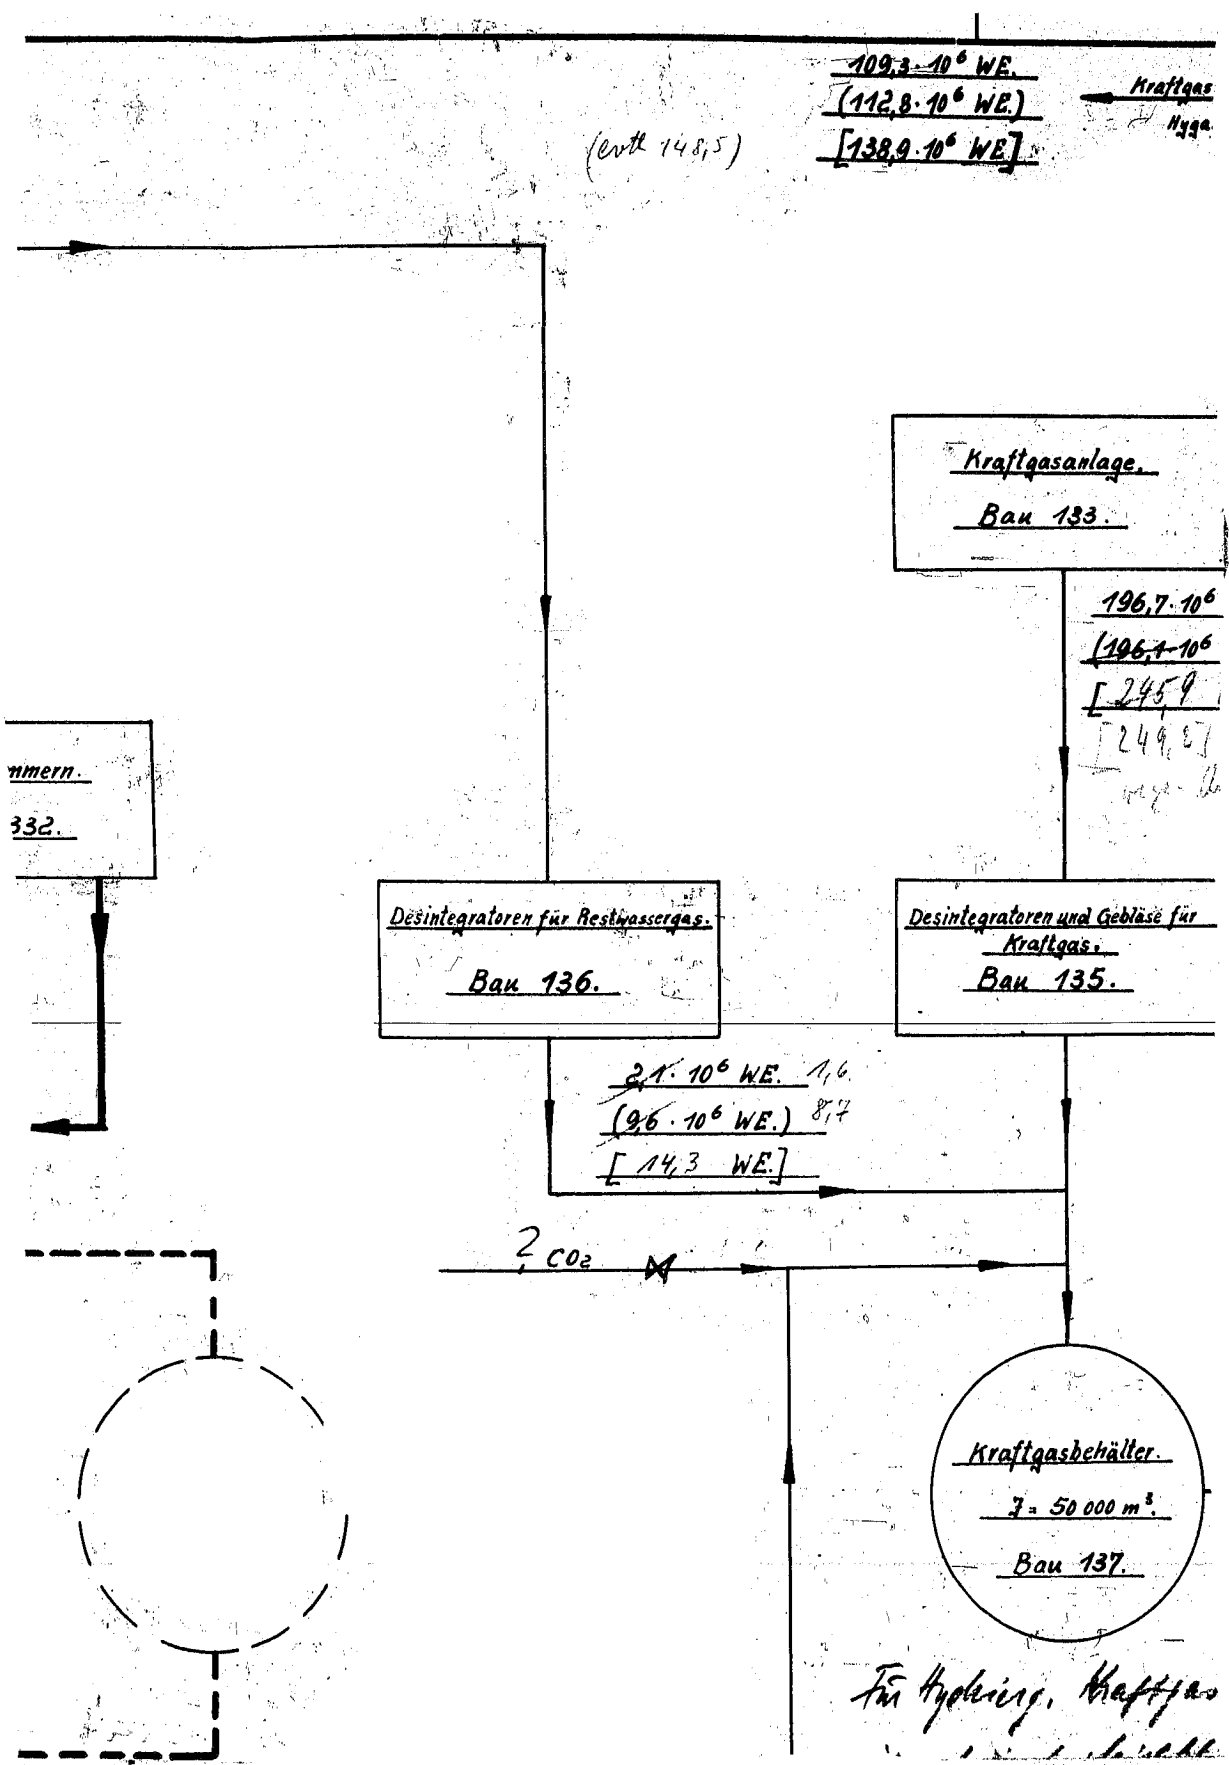 109,3·10⁶ WE.
(112,8·10⁶ WE.)
[138,9·10⁶ WE]
Kraftgas
Hyga
148,5)
Kraftgasanlage.
Bau 133.
196,7·10⁶
(196,1·10⁶
[245,9
[249,2]
mmern.
332.
Desintegratoren für Restwassergas.
Bau 136.
Desintegratoren und Gebläse für
Kraftgas.
Bau 135.
2,1·10⁶ WE. 1,6.
(9,6·10⁶ WE.) 8,7
[14,3 WE.]
2 CO₂
Kraftgasbehälter.
J = 50 000 m³.
Bau 137.
Für Kraftgas